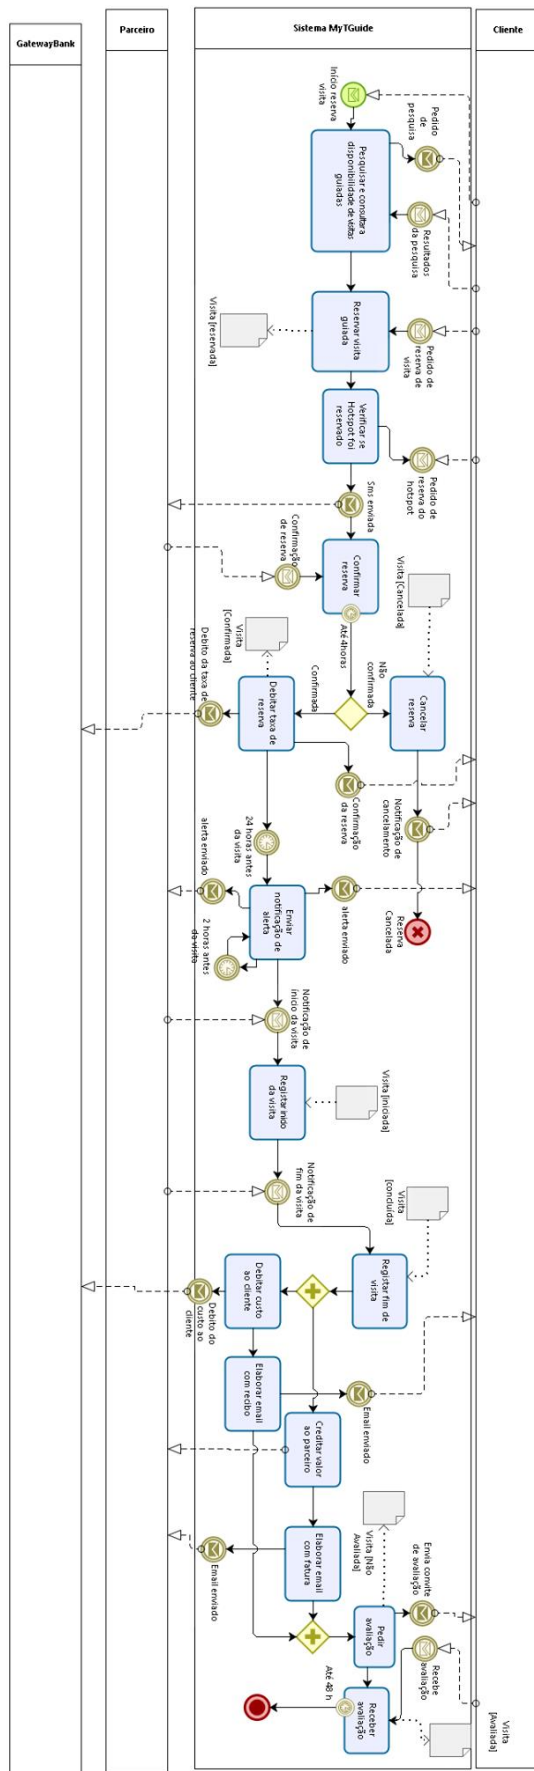 GatewayBank
Parceiro
Sistema MyTGuide
Cliente
Início reserva
visita
Pedido
de
pesquisa
Pesquisar e consultar a
disponibilidade de visitas
guiadas
Resultados
da pesquisa
Reservar visita
guiada
Visita [reservada]
Pedido de
reserva de
visita
Verificar se
Hotspot foi
reservado
Pedido de
reserva do
hotspot
Sms enviada
Confirmação
de reserva
Confirmar
reserva
Até 4horas
Visita [Cancelada]
Não
confirmada
Confirmada
Cancelar
reserva
Visita
[Confirmada]
Debitar taxa de
reserva
Debito da taxa de
reserva ao cliente
Confirmação
da reserva
Notificação de
cancelamento
Reserva
Cancelada
24 horas antes
da visita
alerta enviado
Enviar
notificação de
alerta
alerta enviado
2 horas antes
da visita
Notificação de
inicio da visita
Registar inido
da visita
Visita [iniciada]
Notificação de
fim da visita
Visita
[concluída]
Registar fim de
visita
Debitar custo
ao cliente
Debito do
custo ao
cliente
Elaborar email
com recibo
Email enviado
Creditar valor
ao parceiro
Elaborar email
com fatura
Email enviado
Visita [Não
Avaliada]
Pedir
avaliação
Envia convite
de avaliação
Recebe
avaliação
Até 48 h
Receber
avaliação
Visita
[Avaliada]